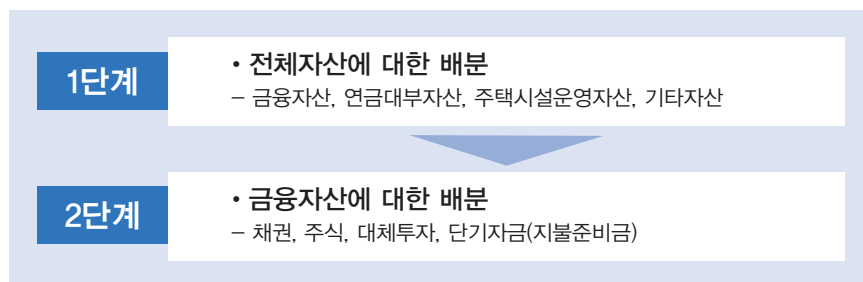 1단계
• 전체자산에 대한 배분
– 금융자산, 연금대부자산, 주택시설운영자산, 기타자산
2단계
• 금융자산에 대한 배분
– 채권, 주식, 대체투자, 단기자금(지불준비금)